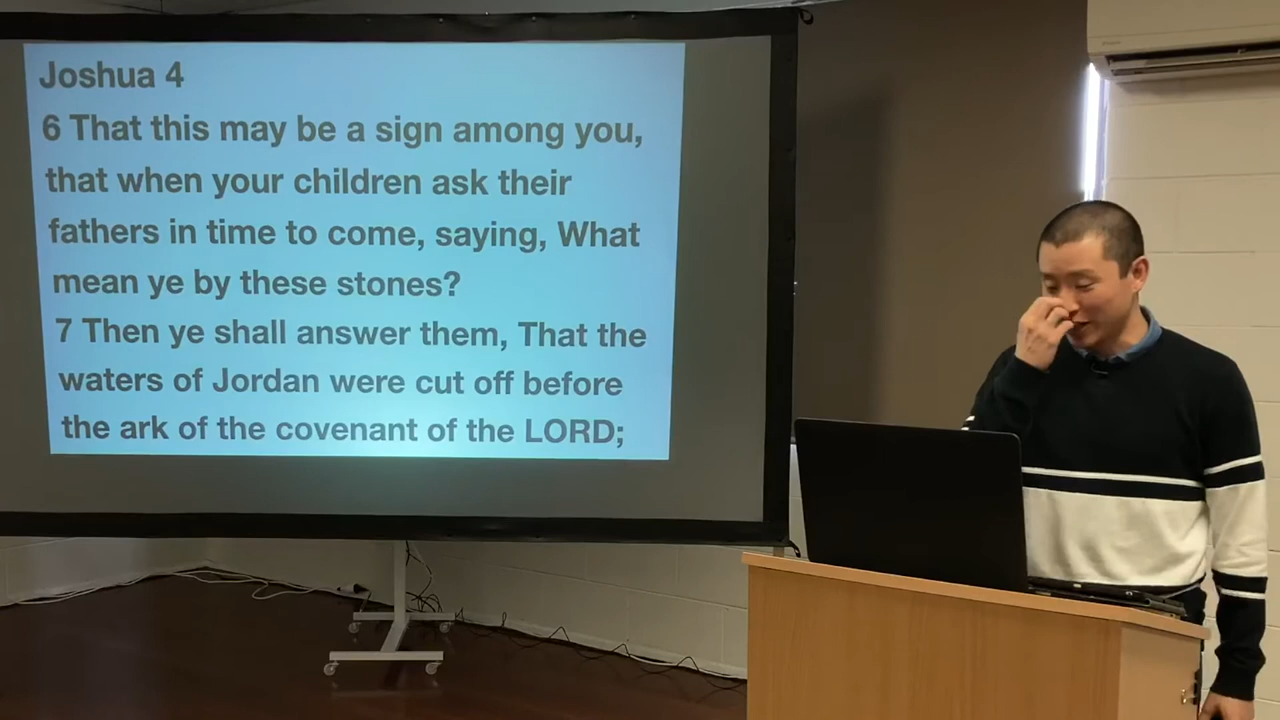 Joshua 4
6 That this may be a sign among you,
that when your children ask their
fathers in time to come, saying, What
mean ye by these stones?
7 Then ye shall answer them, That the
waters of Jordan were cut off before
the ark of the covenant of the LORD;